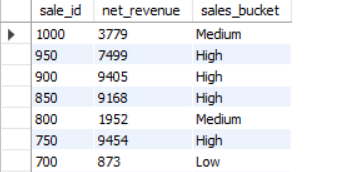 sale_id net_revenue sales_bucket
1000 3779 Medium
950 7499 High
900 9405 High
850 9168 High
800 1952 Medium
750 9454 High
700 873 Low